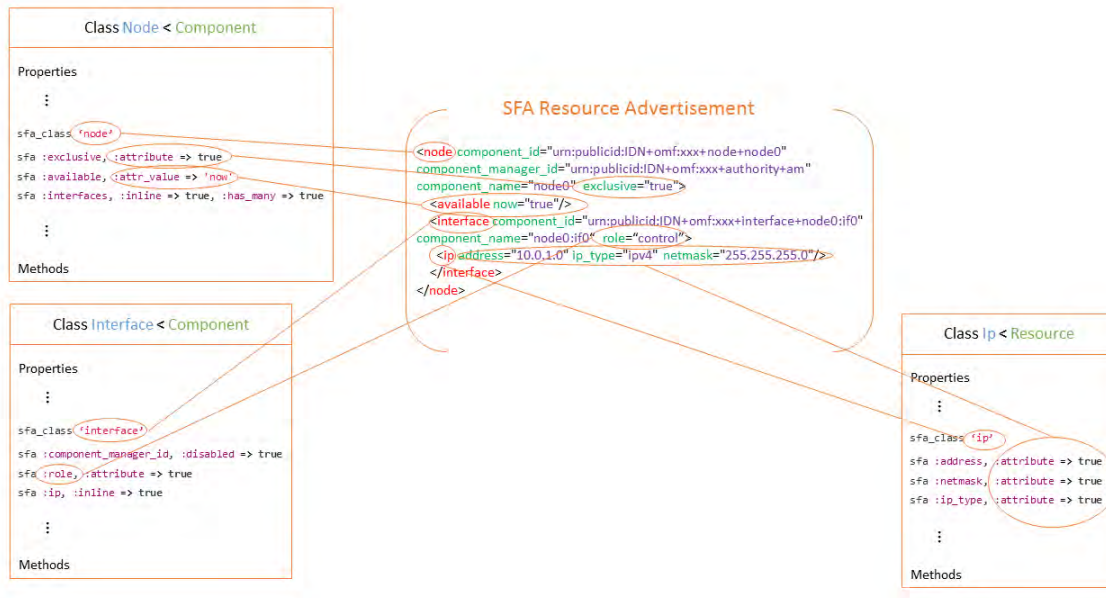 Class Node < Component
Properties
⋮
sfa_class ‘node’
sfa :exclusive, :attribute => true
sfa :available, :attr_value => 'now'
sfa :interfaces, :inline => true, :has_many => true
⋮
Methods
SFA Resource Advertisement
<node component_id="urn:publicid:IDN+omf:xxx+node+node0"
component_manager_id="urn:publicid:IDN+omf:xxx+authority+am"
component_name="node0" exclusive="true">
<available now="true"/>
<interface component_id="urn:publicid:IDN+omf:xxx+interface+node0:if0"
component_name="node0:if0" role="control">
<ip address="10.0.1.0" ip_type="ipv4" netmask="255.255.255.0"/>
</interface>
</node>
Class Interface < Component
Properties
⋮
sfa_class ‘interface’
sfa :component_manager_id, :disabled => true
sfa :role, :attribute => true
sfa :ip, :inline => true
⋮
Methods
Class Ip < Resource
Properties
⋮
sfa_class ‘ip’
sfa :address, :attribute => true
sfa :netmask, :attribute => true
sfa :ip_type, :attribute => true
⋮
Methods